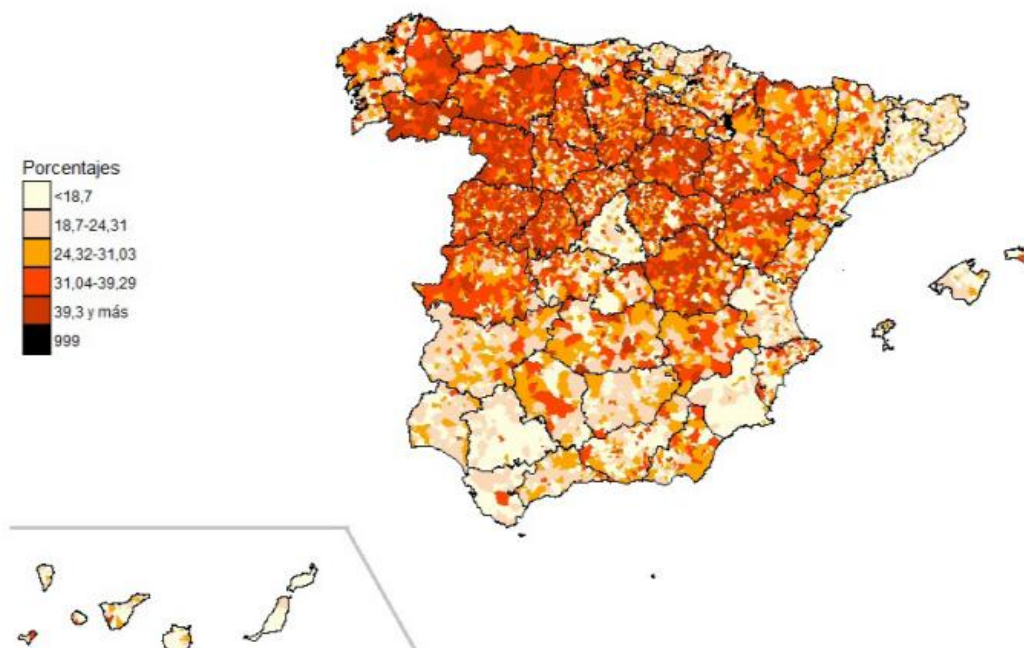 Porcentajes
<18,7
18,7-24,31
24,32-31,03
31,04-39,29
39,3 y más
999